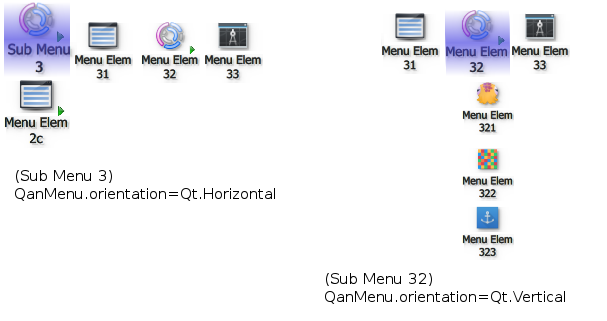 Sub Menu
3
Menu Elem
31
Menu Elem
32
Menu Elem
33
Menu Elem
2c
(Sub Menu 3)
QanMenu.orientation=Qt.Horizontal
Menu Elem
31
Menu Elem
32
Menu Elem
33
Menu Elem
321
Menu Elem
322
Menu Elem
323
(Sub Menu 32)
QanMenu.orientation=Qt.Vertical